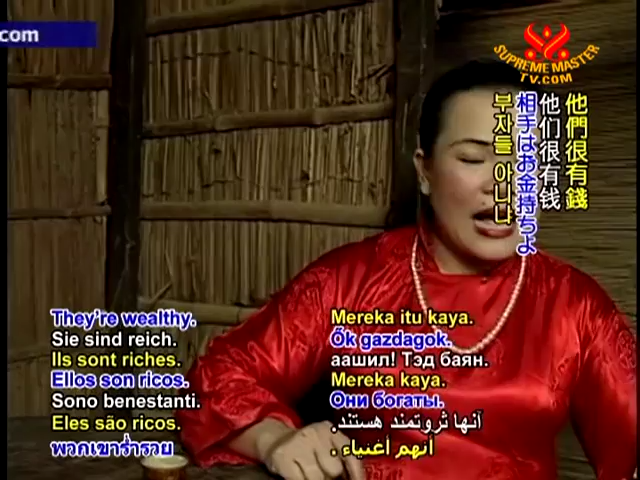 com
SUPREME MASTER
TV.COM
他們很有錢
他们很有钱
相手はお金持ちよ
부자들 아니냐
They're wealthy.
Sie sind reich.
Ils sont riches.
Ellos son ricos.
Sono benestanti.
Eles são ricos.
พวกเขาร่ำรวย
Mereka itu kaya.
Ők gazdagok.
аашил! Тэд баян.
Mereka kaya.
Они богаты.
آنها ثروتمند هستند.
أنهم أغنياء .